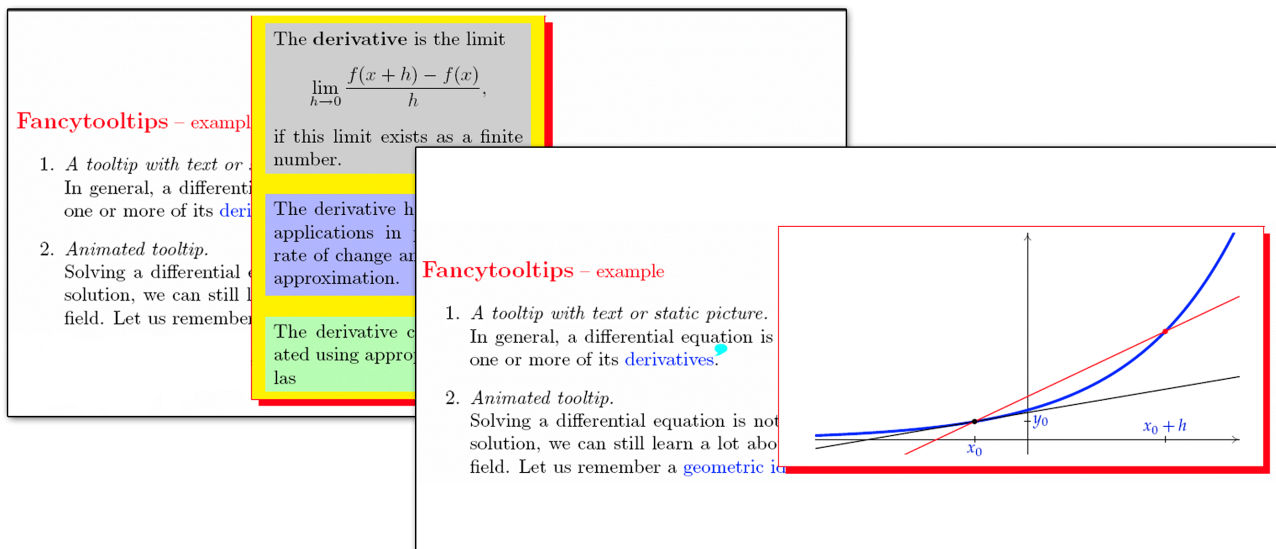 Fancytooltips – exampl
1. A tooltip with text or
In general, a differenti
one or more of its deri
2. Animated tooltip.
Solving a differential
solution, we can still l
field. Let us remember
The derivative is the limit
lim h→0 f(x + h) − f(x) / h ,
if this limit exists as a finite
number.
The derivative h
applications in
rate of change an
approximation.
The derivative c
ated using appro
las
Fancytooltips – example
1. A tooltip with text or static picture.
In general, a differential equation is
one or more of its derivatives.
2. Animated tooltip.
Solving a differential equation is not
solution, we can still learn a lot abo
field. Let us remember a geometric id
y0
x0 + h
x0